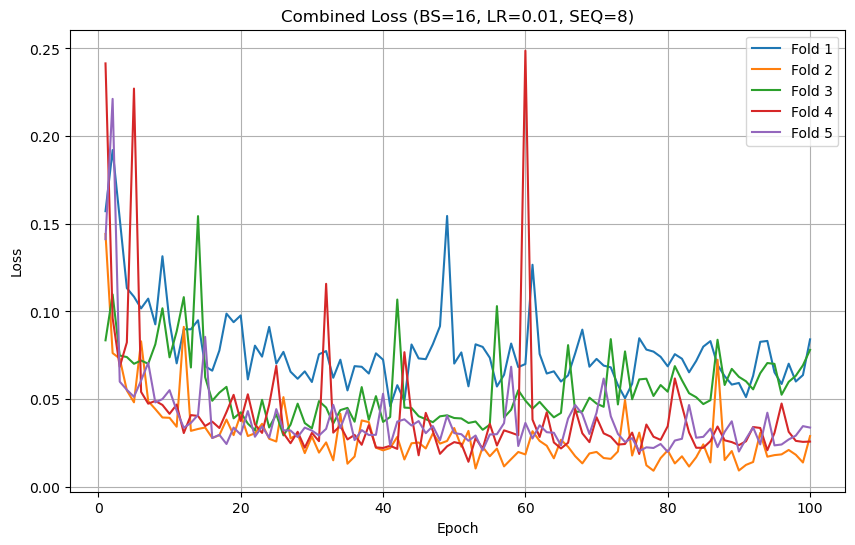 Combined Loss (BS=16, LR=0.01, SEQ=8)
Fold 1
Fold 2
Fold 3
Fold 4
Fold 5
Loss
0.25
0.20
0.15
0.10
0.05
0.00
0 20 40 60 80 100
Epoch